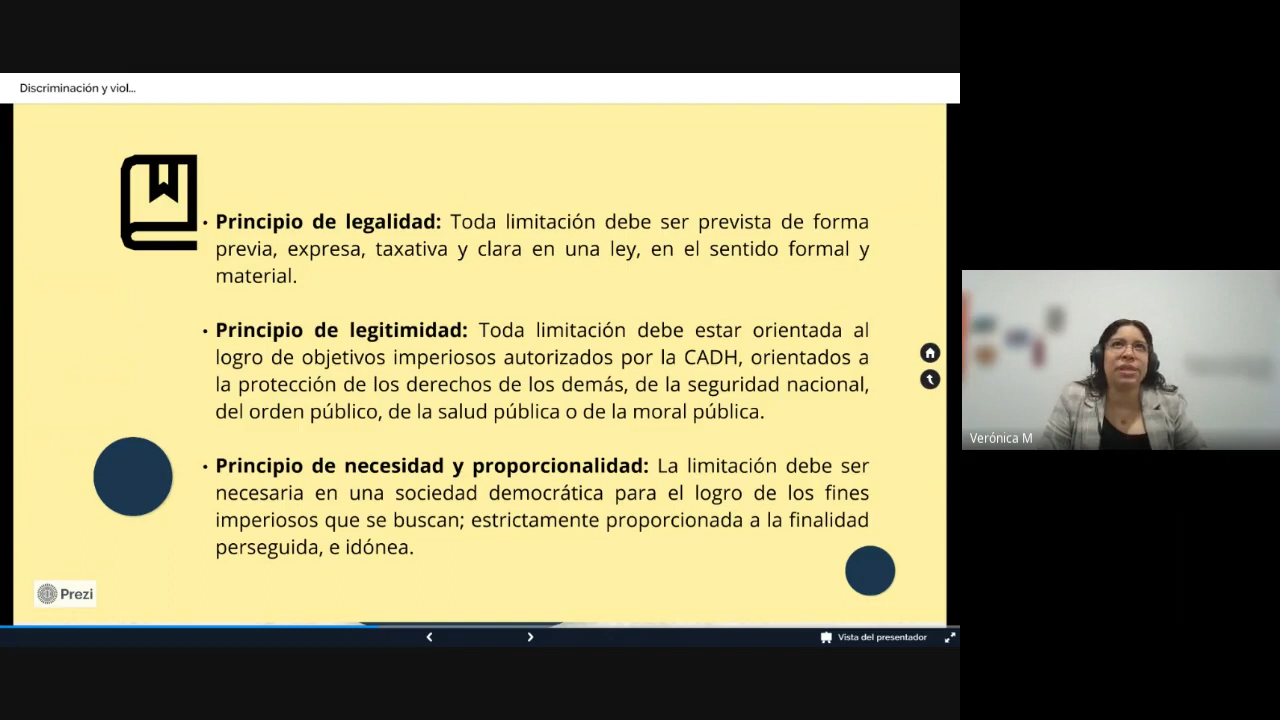 Discriminación y viol...
• Principio de legalidad: Toda limitación debe ser prevista de forma
previa, expresa, taxativa y clara en una ley, en el sentido formal y
material.
• Principio de legitimidad: Toda limitación debe estar orientada al
logro de objetivos imperiosos autorizados por la CADH, orientados a
la protección de los derechos de los demás, de la seguridad nacional,
del orden público, de la salud pública o de la moral pública.
• Principio de necesidad y proporcionalidad: La limitación debe ser
necesaria en una sociedad democrática para el logro de los fines
imperiosos que se buscan; estrictamente proporcionada a la finalidad
perseguida, e idónea.
Prezi
Vista del presentador
Verónica M